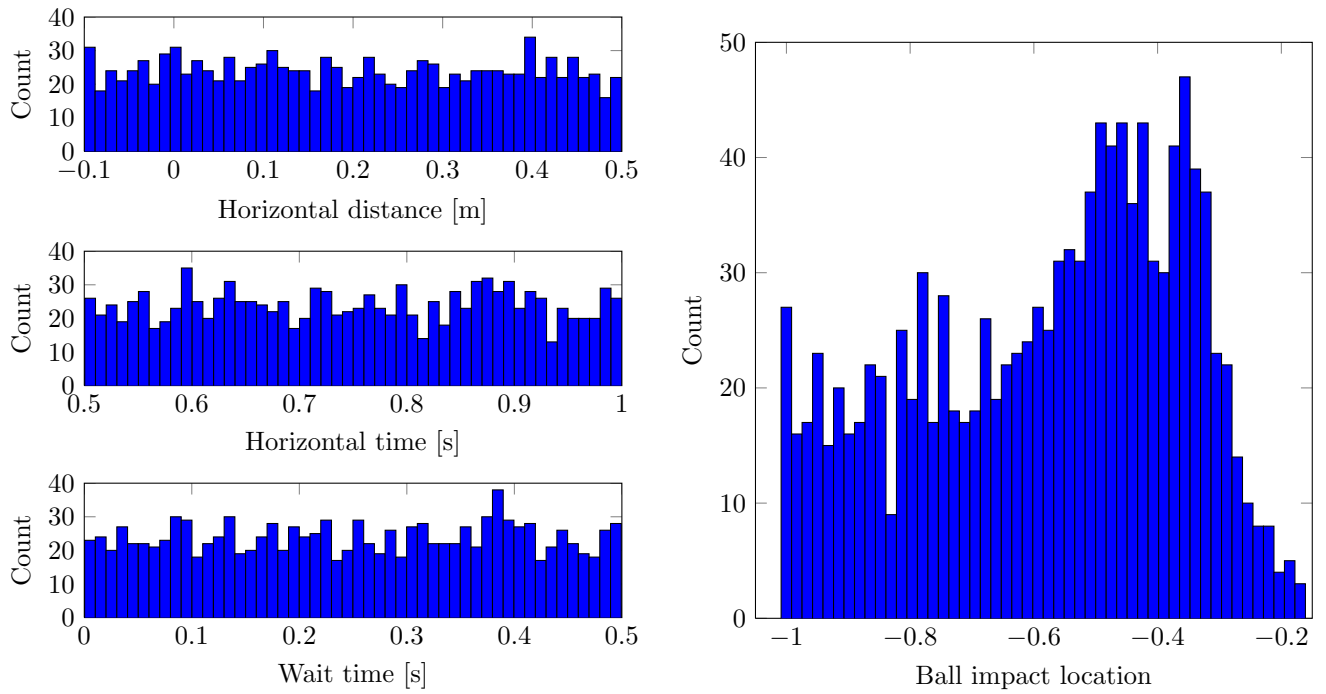 40
30
20
10
0
Count
−0.1 0 0.1 0.2 0.3 0.4 0.5
Horizontal distance [m]
40
30
20
10
0
Count
0.5 0.6 0.7 0.8 0.9 1
Horizontal time [s]
40
30
20
10
0
Count
0 0.1 0.2 0.3 0.4 0.5
Wait time [s]
50
40
30
20
10
0
Count
−1 −0.8 −0.6 −0.4 −0.2
Ball impact location